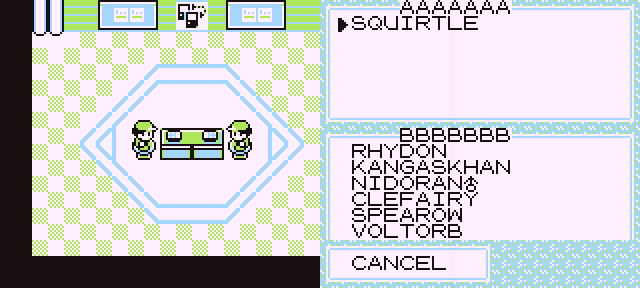 AAAAAAA
SQUIRTLE
BBBBBBB
RHYDON
KANGASKHAN
NIDORAN♂
CLEFAIRY
SPEAROW
VOLTORB
CANCEL